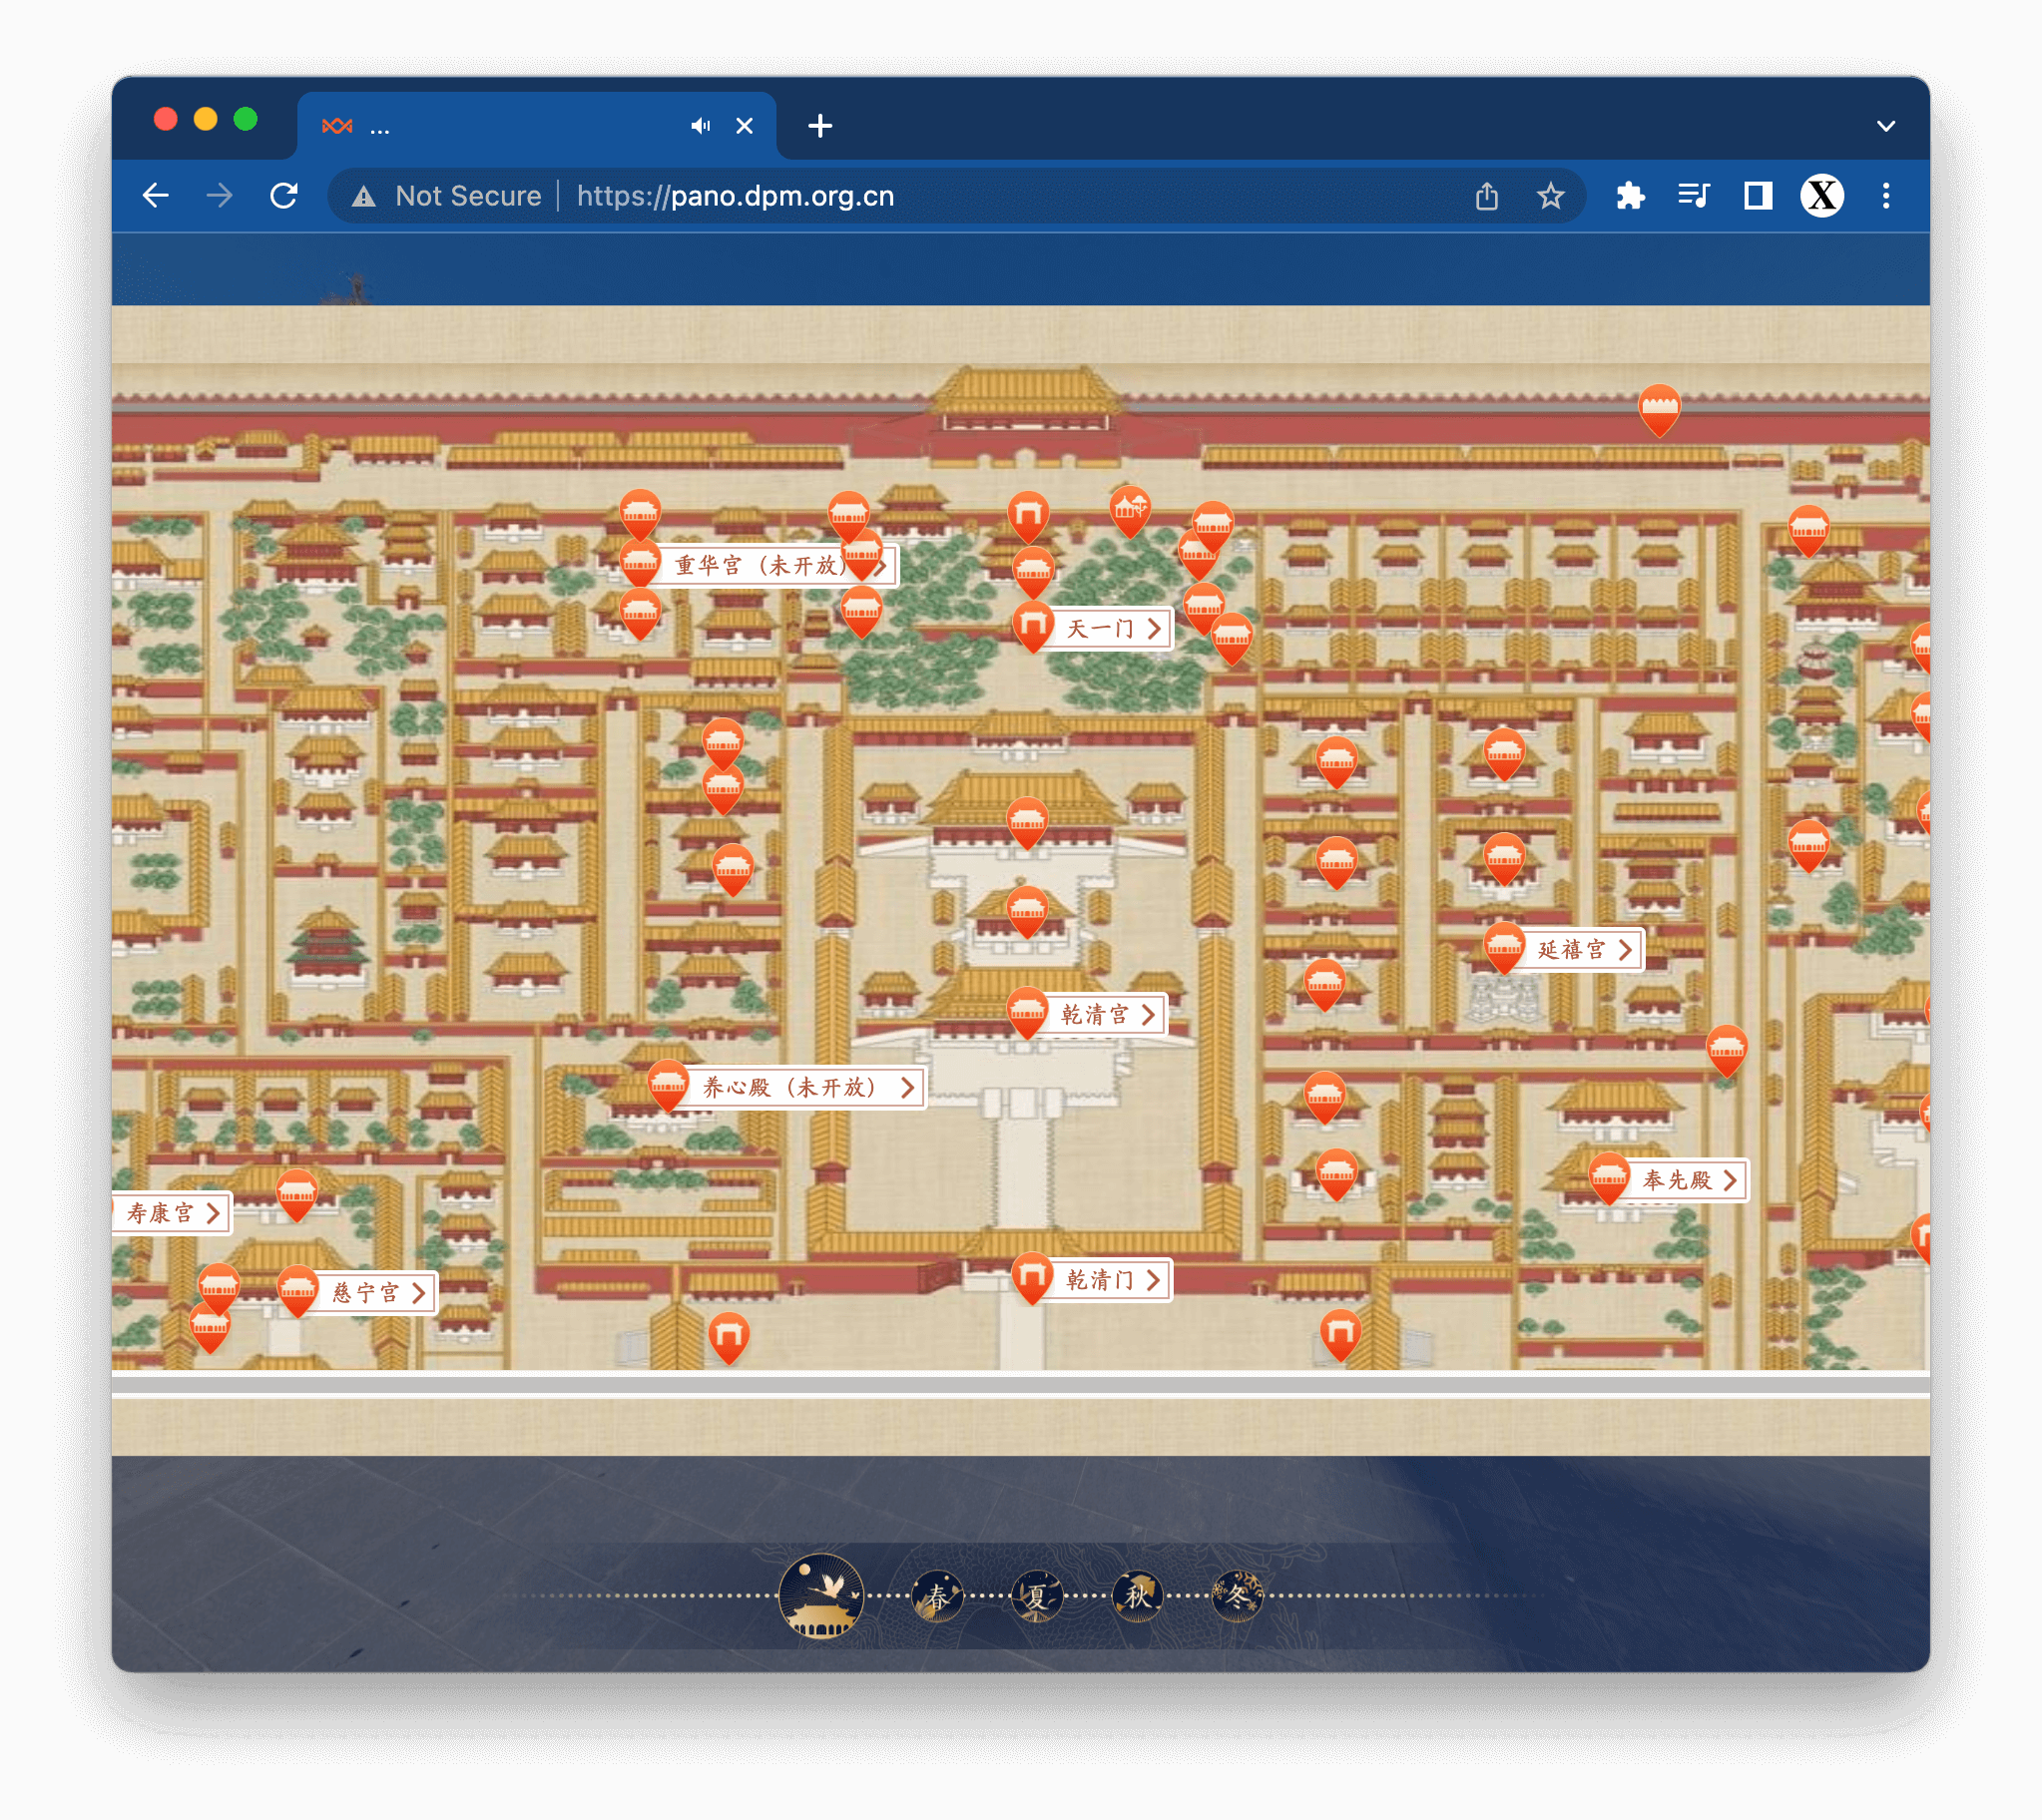 ...
Not Secure
https://pano.dpm.org.cn
X
重华宫（未开放）
天一门
延禧宫
乾清宫
养心殿（未开放）
奉先殿
寿康宫
慈宁宫
乾清门
春
夏
秋
冬